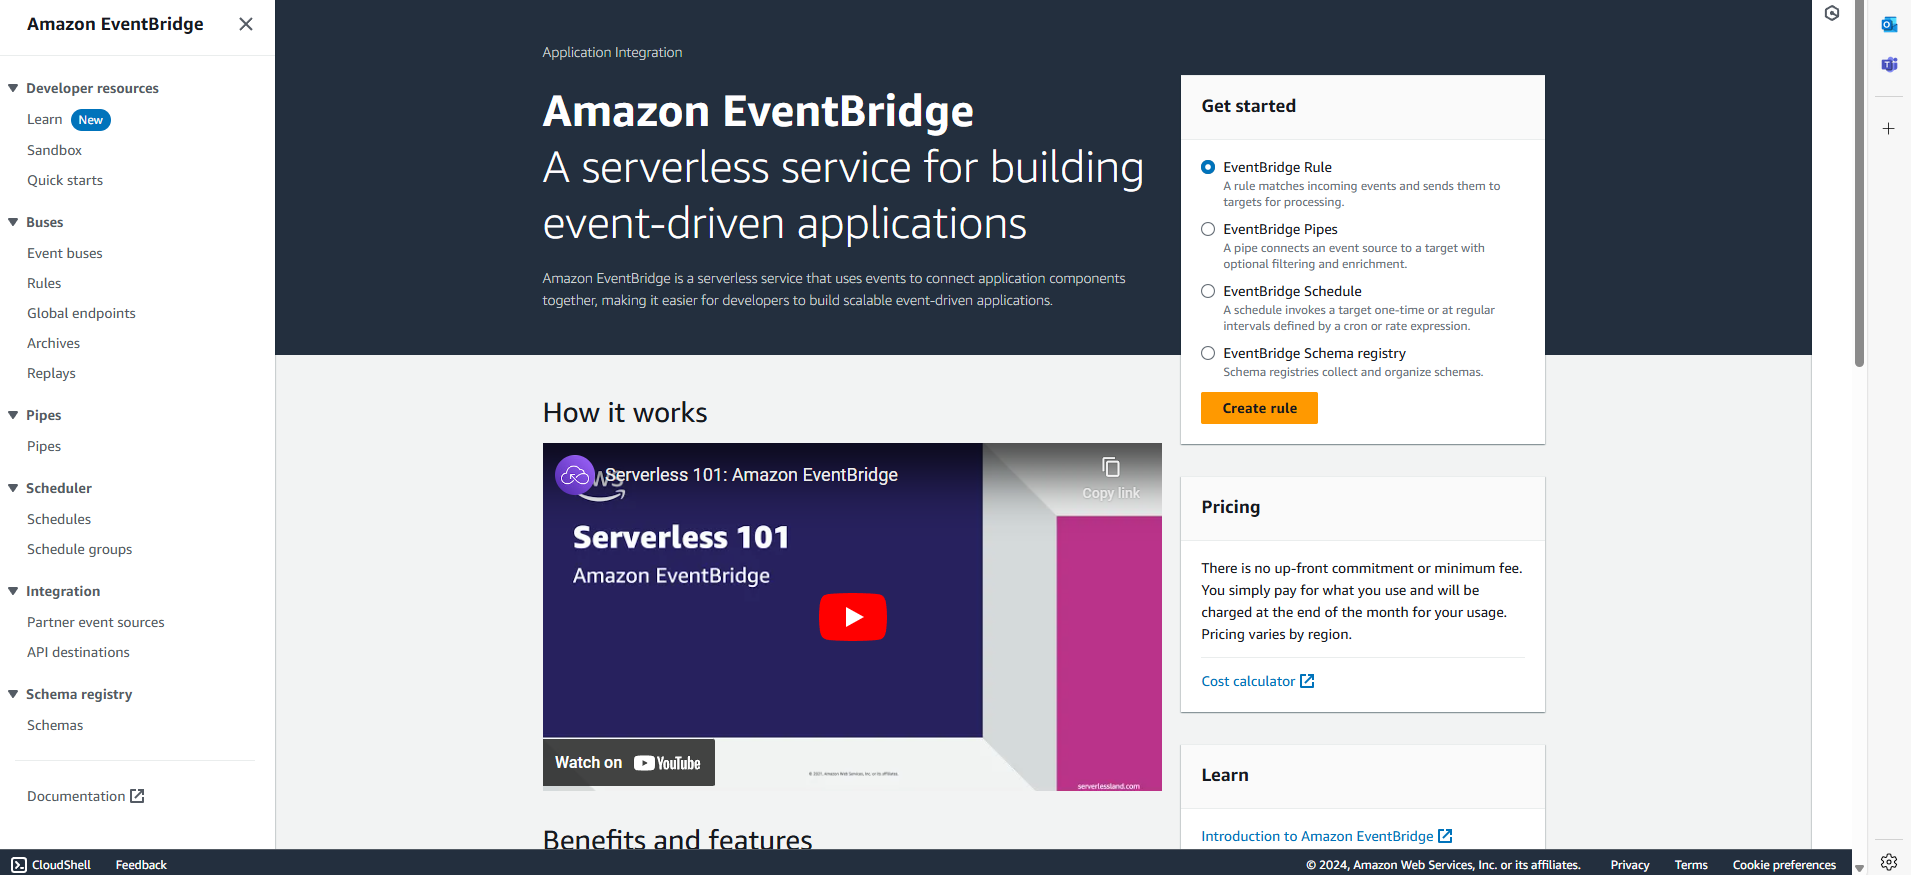 Amazon EventBridge
Developer resources
Learn New
Sandbox
Quick starts
Buses
Event buses
Rules
Global endpoints
Archives
Replays
Pipes
Pipes
Scheduler
Schedules
Schedule groups
Integration
Partner event sources
API destinations
Schema registry
Schemas
Documentation
Application Integration
Amazon EventBridge
A serverless service for building
event-driven applications
Amazon EventBridge is a serverless service that uses events to connect application components
together, making it easier for developers to build scalable event-driven applications.
Get started
EventBridge Rule
A rule matches incoming events and sends them to
targets for processing.
EventBridge Pipes
A pipe connects an event source to a target with
optional filtering and enrichment.
EventBridge Schedule
A schedule invokes a target one-time or at regular
intervals defined by a cron or rate expression.
EventBridge Schema registry
Schema registries collect and organize schemas.
Create rule
How it works
Serverless 101: Amazon EventBridge
Copy link
Serverless 101
Amazon EventBridge
Watch on YouTube
© 2021, Amazon Web Services, Inc. or its affiliates.
serverlessland.com
Pricing
There is no up-front commitment or minimum fee.
You simply pay for what you use and will be
charged at the end of the month for your usage.
Pricing varies by region.
Cost calculator
Learn
Introduction to Amazon EventBridge
Benefits and features
CloudShell
Feedback
© 2024, Amazon Web Services, Inc. or its affiliates.
Privacy
Terms
Cookie preferences